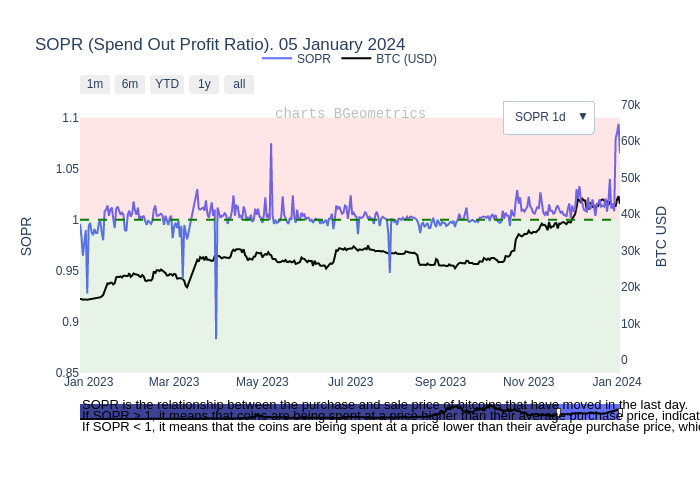 SOPR (Spend Out Profit Ratio). 05 January 2024
SOPR BTC (USD)
1m 6m YTD 1y all
charts BGeometrics
SOPR 1d ▼
1.1
1.05
1
0.95
0.9
0.85
SOPR
70k
60k
50k
40k
30k
20k
10k
0
BTC USD
Jan 2023 Mar 2023 May 2023 Jul 2023 Sep 2023 Nov 2023 Jan 2024
SOPR is the relationship between the purchase and sale price of bitcoins that have moved in the last day.
If SOPR > 1, it means that coins are being spent at a price higher than their average purchase price, indicat
If SOPR < 1, it means that the coins are being spent at a price lower than their average purchase price, whic